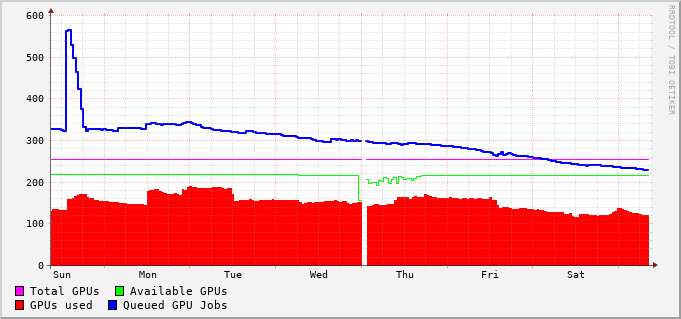 RRDTOOL / TOBI OETIKER
600
500
400
300
200
100
0
Sun Mon Tue Wed Thu Fri Sat
Total GPUs Available GPUs
GPUs used Queued GPU Jobs